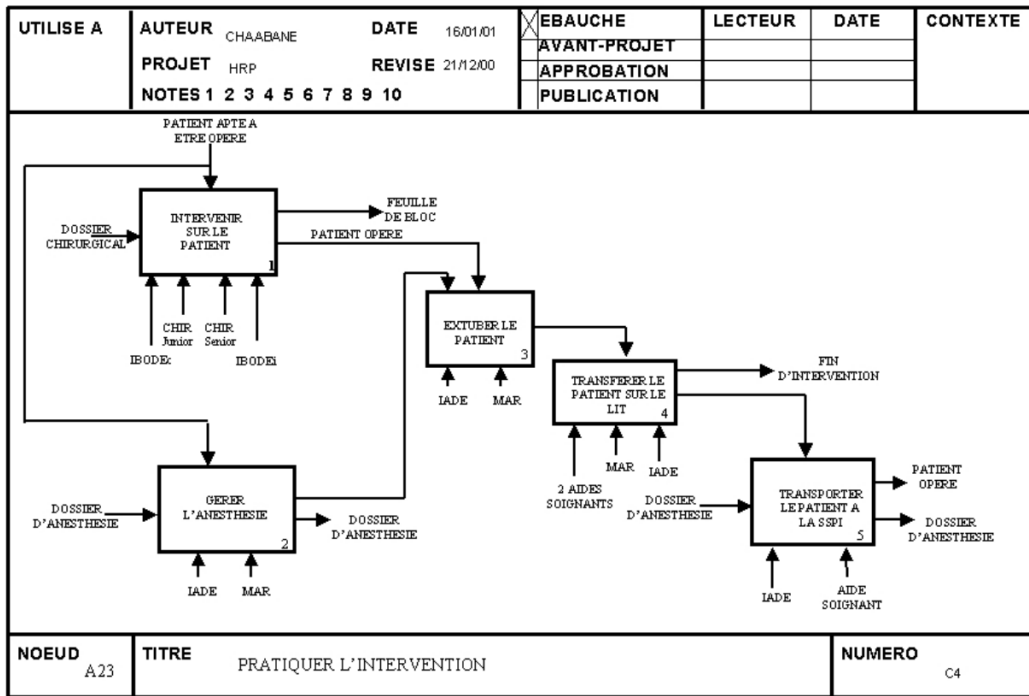 UTILISE A
AUTEUR CHAABANE DATE 16/01/01
PROJET HRP REVISE 21/12/00
NOTES 1 2 3 4 5 6 7 8 9 10
EBAUCHE
AVANT-PROJET
APPROBATION
PUBLICATION
LECTEUR
DATE
CONTEXTE
PATIENT APTE A
ETRE OPERE
DOSSIER
CHIRURGICAL
INTERVENIR
SUR LE
PATIENT
1
FEUILLE
DE BLOC
PATIENT OPERE
IBODEc
CHIR
Junior
CHIR
Senior
IBODEi
EXTUBER LE
PATIENT
3
IADE
MAR
TRANSFERER LE
PATIENT SUR LE
LIT
4
FIN
D'INTERVENTION
2 AIDES
SOIGNANTS
MAR
IADE
DOSSIER
D'ANESTHESIE
GERER
L'ANESTHESIE
2
DOSSIER
D'ANESTHESIE
IADE
MAR
DOSSIER
D'ANESTHESIE
TRANSPORTER
LE PATIENT A
LA SSPI
5
PATIENT
OPERE
DOSSIER
D'ANESTHESIE
IADE
AIDE
SOIGNANT
NOEUD
A23
TITRE
PRATIQUER L'INTERVENTION
NUMERO
C4